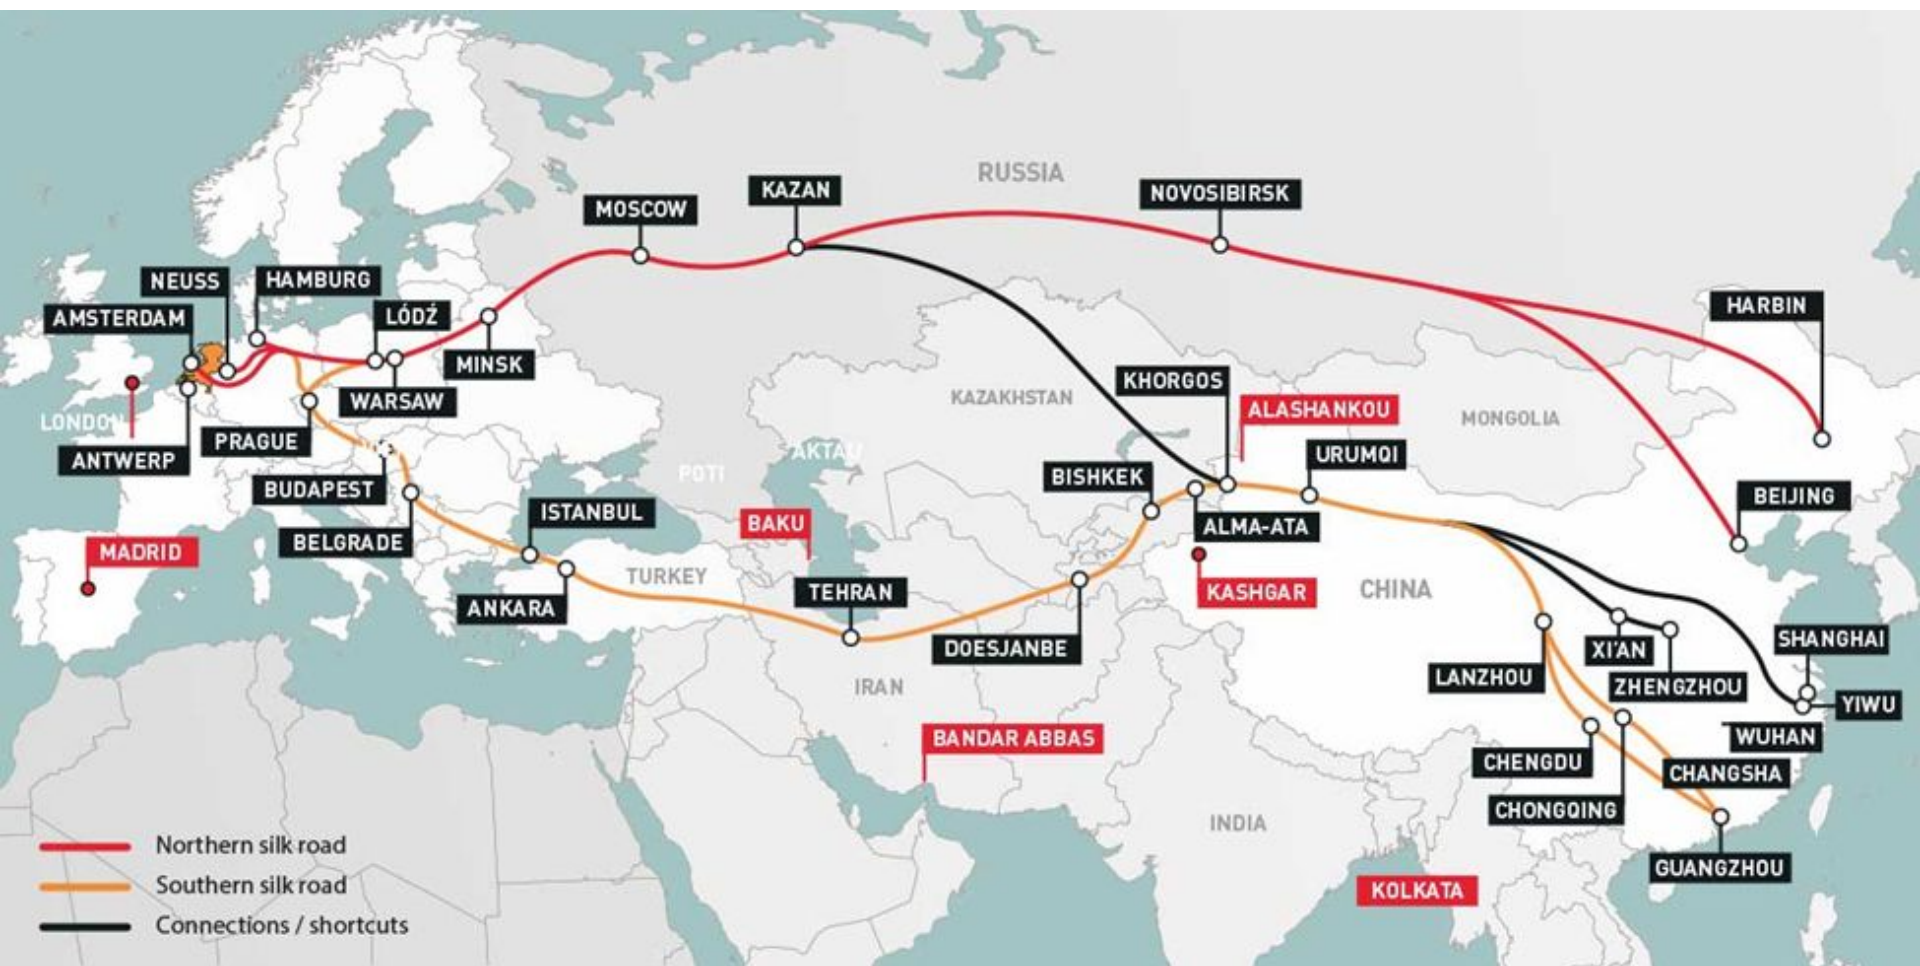 RUSSIA
KAZAN
NOVOSIBIRSK
MOSCOW
NEUSS
HAMBURG
AMSTERDAM
LÓDŹ
HARBIN
MINSK
KHORGOS
KAZAKHSTAN
WARSAW
ALASHANKOU
MONGOLIA
LONDON
PRAGUE
ANTWERP
AKTAU
URUMQI
POTI
BISHKEK
BUDAPEST
BEIJING
ISTANBUL
BAKU
ALMA-ATA
BELGRADE
MADRID
TURKEY
TEHRAN
KASHGAR
CHINA
ANKARA
DOESJANBE
XI'AN
SHANGHAI
LANZHOU
ZHENGZHOU
IRAN
YIWU
BANDAR ABBAS
WUHAN
CHENGDU
CHANGSHA
CHONGQING
INDIA
GUANGZHOU
KOLKATA
Northern silk road
Southern silk road
Connections / shortcuts